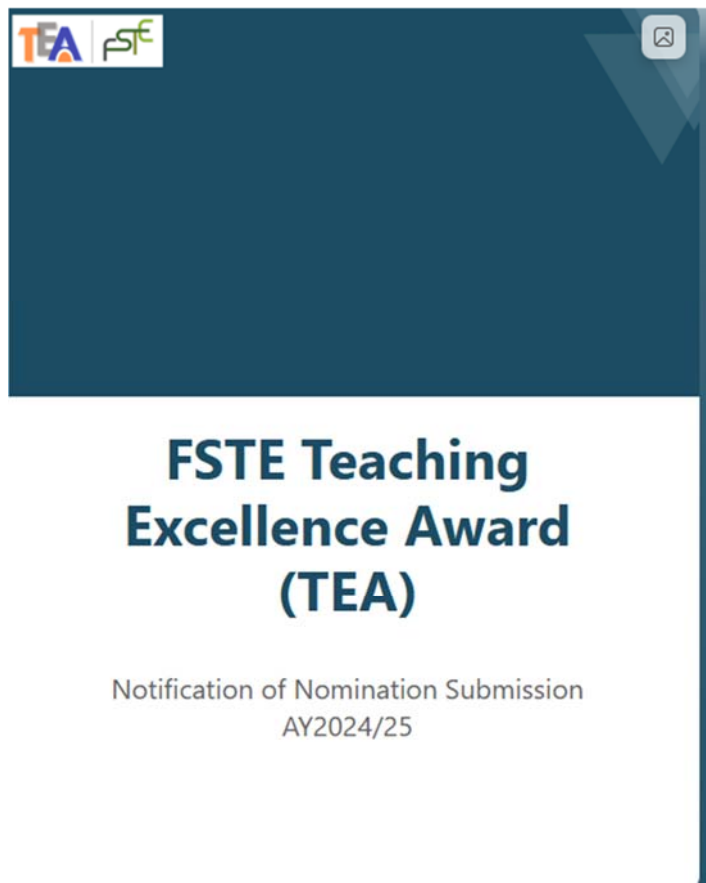 TEA FSTE
FSTE Teaching
Excellence Award
(TEA)
Notification of Nomination Submission
AY2024/25